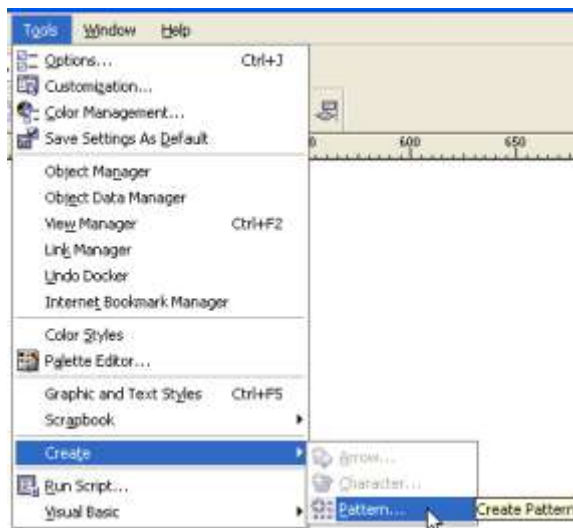 Tools Window Help
Options... Ctrl+J
Customization...
Color Management...
Save Settings As Default
600 650
Object Manager
Object Data Manager
View Manager Ctrl+F2
Link Manager
Undo Docker
Internet Bookmark Manager
Color Styles
Palette Editor...
Graphic and Text Styles Ctrl+F5
Scrapbook
Create
Arrow...
Character...
Run Script...
Pattern... Create Pattern
Visual Basic